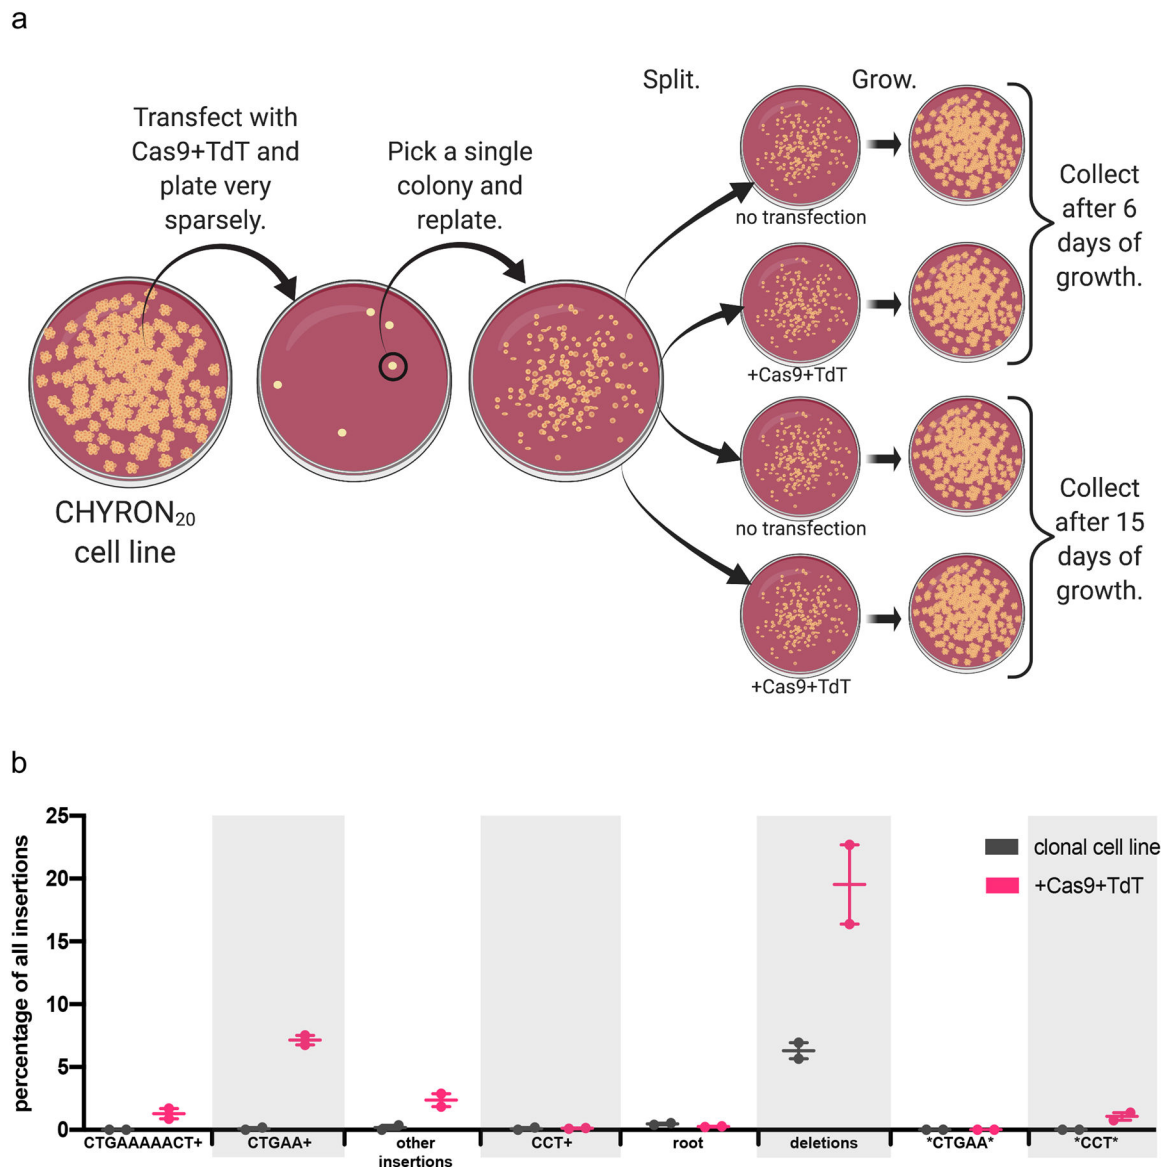 a
Transfect with
Cas9+TdT and
plate very
sparsely.
Pick a single
colony and
replate.
Split.
Grow.
no transfection
+Cas9+TdT
no transfection
+Cas9+TdT
Collect
after 6
days of
growth.
Collect
after 15
days of
growth.
CHYRON₂₀
cell line
b
percentage of all insertions
25
20
15
10
5
0
clonal cell line
+Cas9+TdT
CTGAAAAACT+
CTGAA+
other
insertions
CCT+
root
deletions
*CTGAA*
*CCT*